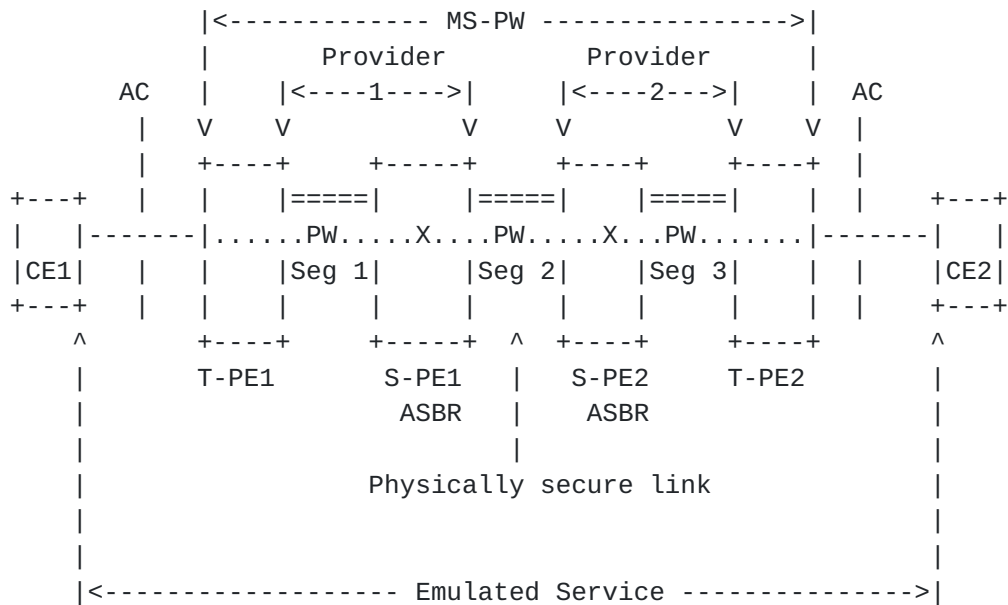 |<------------- MS-PW ---------------->|
| Provider Provider |
AC | |<----1---->| |<----2--->| | AC
| V V V V V V |
| +----+ +-----+ +----+ +----+ |
+---+ | | |=====| |=====| |=====| | | +---+
| |-------|......PW.....X....PW.....X...PW.......|-------| |
|CE1| | | |Seg 1| |Seg 2| |Seg 3| | | |CE2|
+---+ | | | | | | | | | | +---+
^ +----+ +-----+ ^ +----+ +----+ ^
| T-PE1 S-PE1 | S-PE2 T-PE2 |
| ASBR | ASBR |
| | |
| Physically secure link |
| |
| |
|<------------------- Emulated Service --------------->|